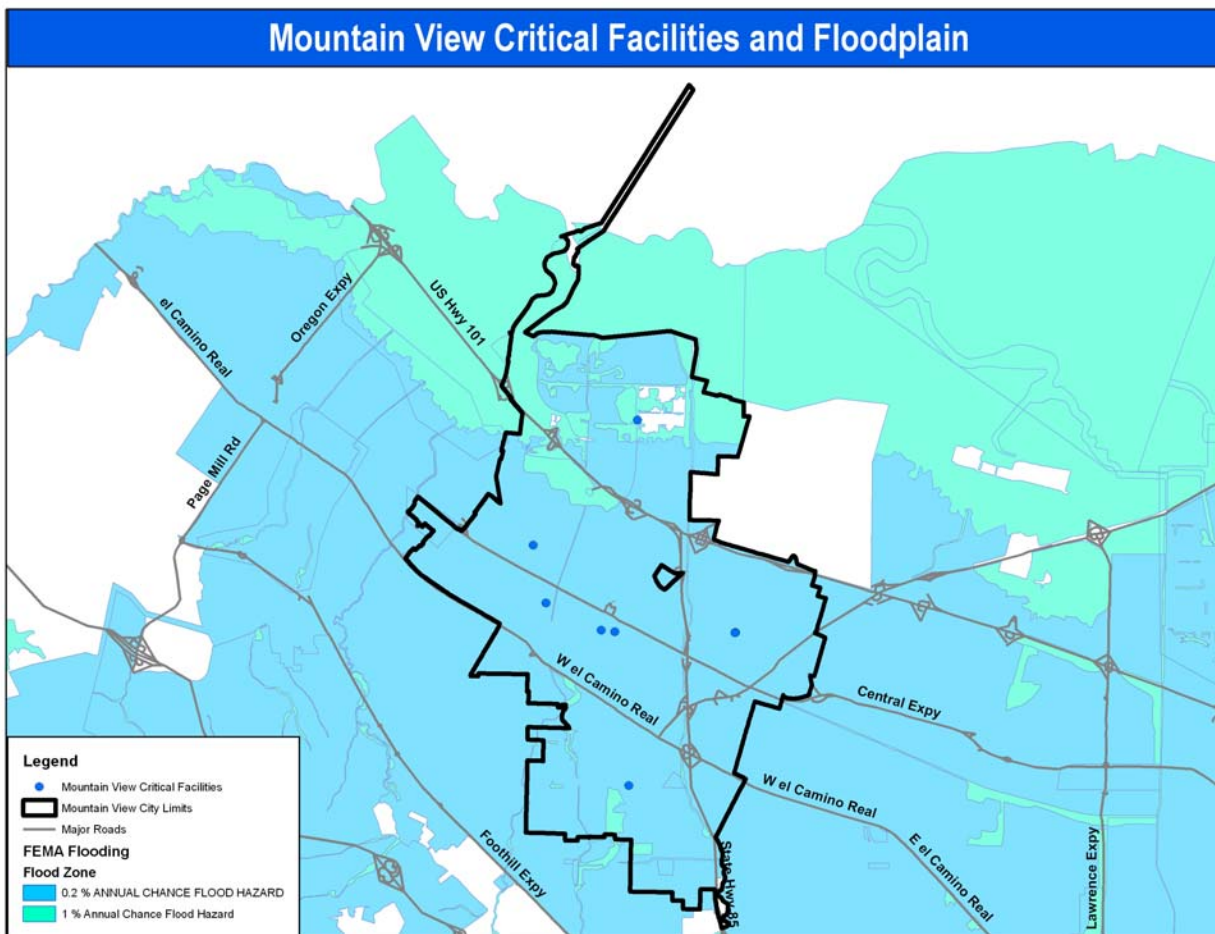 Mountain View Critical Facilities and Floodplain
el Camino Real
Oregon Expy
US Hwy 101
Page Mill Rd
W el Camino Real
Central Expy
W el Camino Real
E el Camino Real
Foothill Expy
State Hwy 85
Lawrence Expy
Legend
Mountain View Critical Facilities
Mountain View City Limits
Major Roads
FEMA Flooding
Flood Zone
0.2 % ANNUAL CHANCE FLOOD HAZARD
1 % Annual Chance Flood Hazard